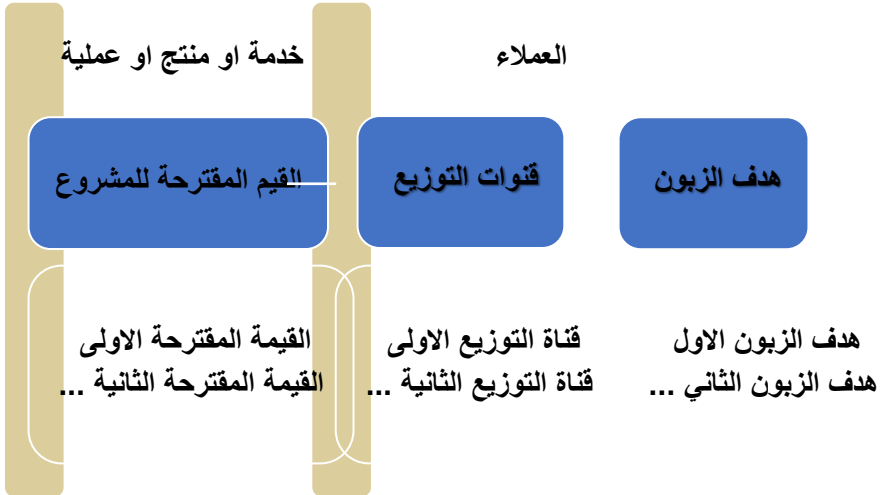 العملاء
خدمة او منتج او عملية
هدف الزبون
قنوات التوزيع
القيم المقترحة للمشروع
هدف الزبون الاول
هدف الزبون الثاني ...
قناة التوزيع الاولى
قناة التوزيع الثانية ...
القيمة المقترحة الاولى
القيمة المقترحة الثانية ...